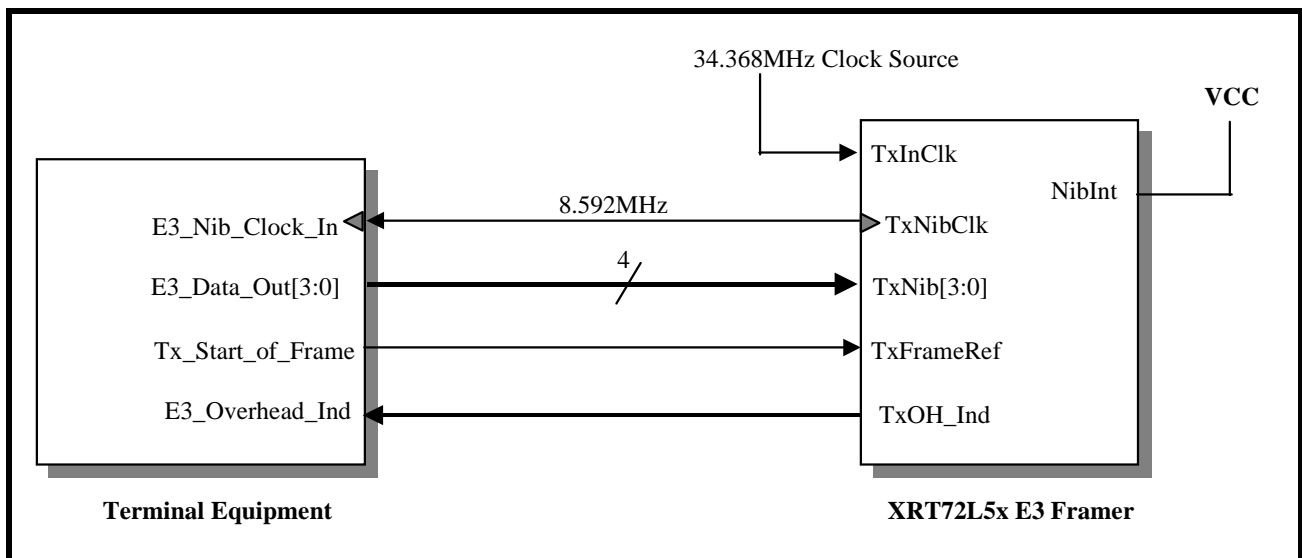 34.368MHz Clock Source
VCC
TxInClk
NibInt
8.592MHz
E3_Nib_Clock_In
TxNibClk
4
E3_Data_Out[3:0]
TxNib[3:0]
Tx_Start_of_Frame
TxFrameRef
E3_Overhead_Ind
TxOH_Ind
Terminal Equipment
XRT72L5x E3 Framer